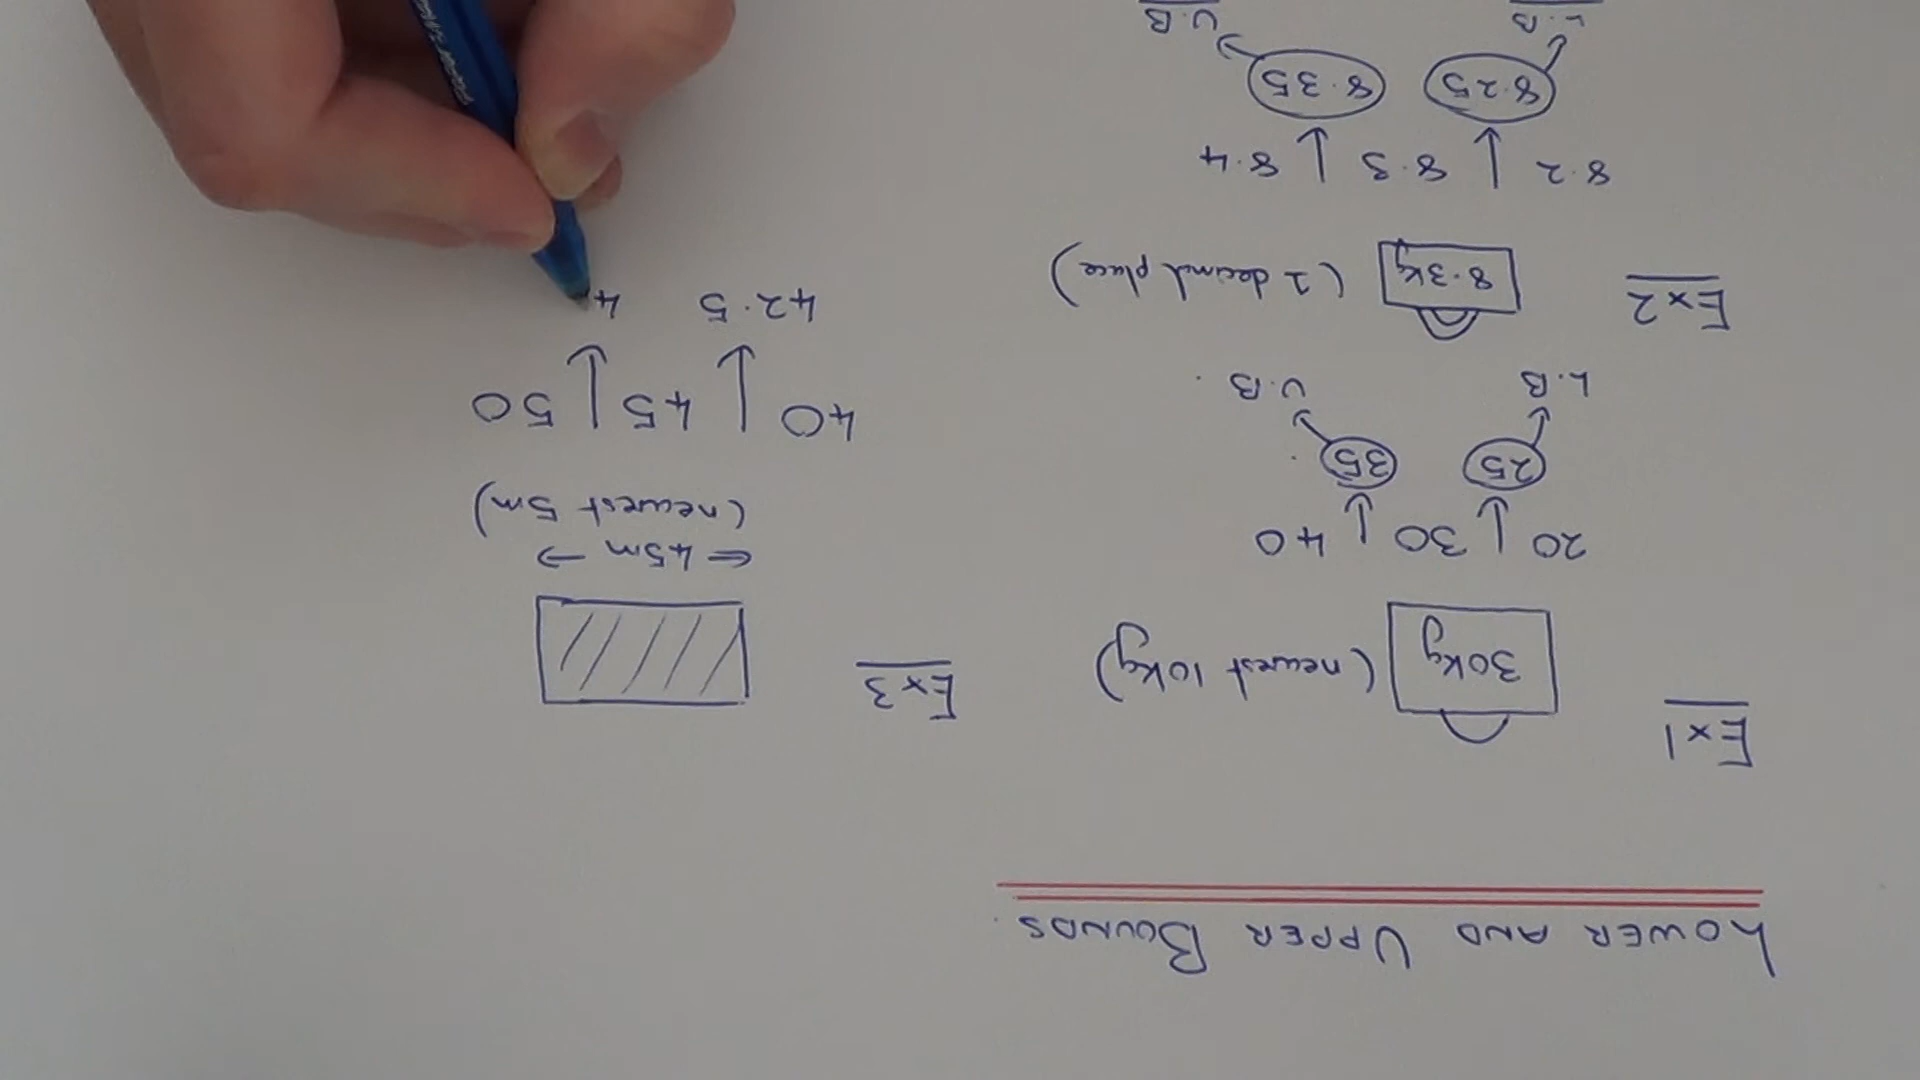 LOWER AND UPPER BOUNDS.
Ex1
30kg
(nearest 10kg)
20 30 40
25 35
L.B U.B
Ex2
8.3kg
(1 decimal place)
8.2 8.3 8.4
8.25 8.35
L.B U.B
Ex3
← 45m →
(nearest 5m)
40 45 50
42.5 4